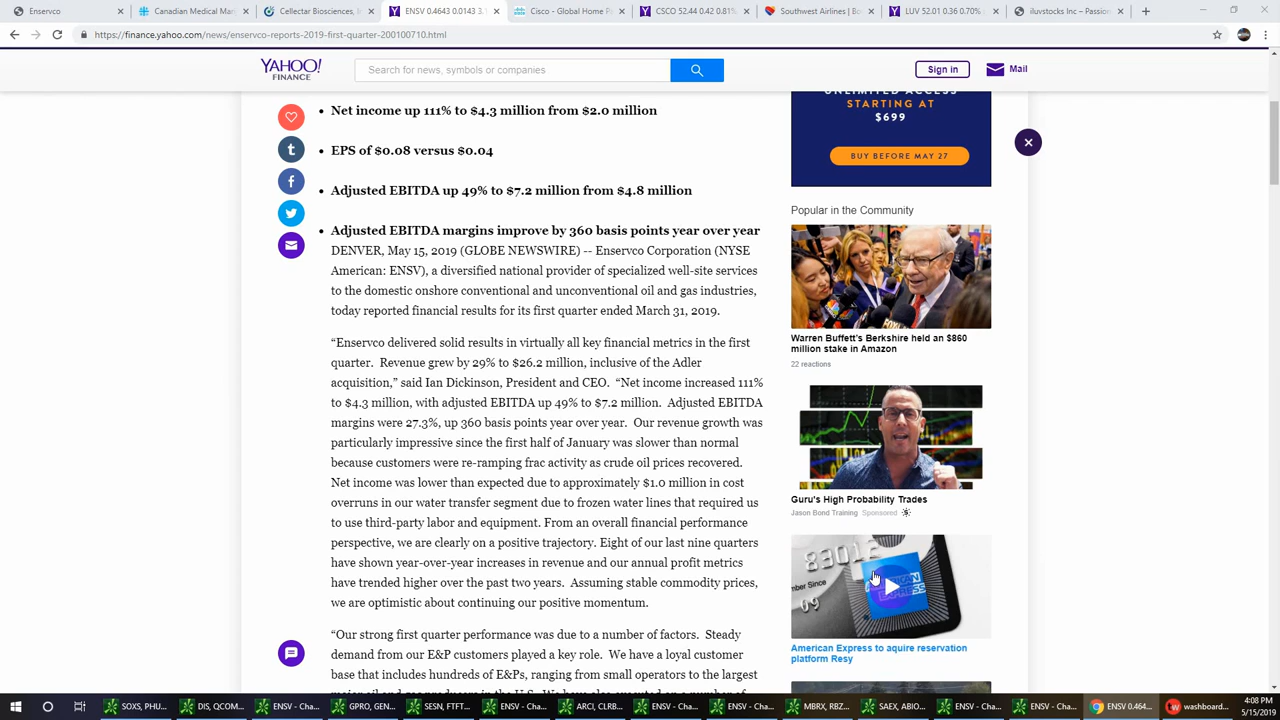 Enservco
Canadian Medical Mar
Cellectar Biosciences, In
ENSV 0.4643 0.0143 3.1
Cisco - Global Home Pa
CSCO 52.44 0.42 0.81%
LUV 52.01 0.36 0.70%
iluvstocks Inc – Passion
https://finance.yahoo.com/news/enservco-reports-2019-first-quarter-200100710.html
YAHOO!
FINANCE
Search for news, symbols or companies
Sign in
Mail
• Net income up 111% to $4.3 million from $2.0 million
• EPS of $0.08 versus $0.04
• Adjusted EBITDA up 49% to $7.2 million from $4.8 million
• Adjusted EBITDA margins improve by 360 basis points year over year
DENVER, May 15, 2019 (GLOBE NEWSWIRE) -- Enservco Corporation (NYSE
American: ENSV), a diversified national provider of specialized well-site services
to the domestic onshore conventional and unconventional oil and gas industries,
today reported financial results for its first quarter ended March 31, 2019.
“Enservco delivered solid results in virtually all key financial metrics in the first
quarter.  Revenue grew by 29% to $26.2 million, inclusive of the Adler
acquisition,” said Ian Dickinson, President and CEO.  “Net income increased 111%
to $4.3 million, with adjusted EBITDA up 49% to $7.2 million.  Adjusted EBITDA
margins were 27.3%, up 360 basis points year over year.  Our revenue growth was
particularly impressive since the first half of January was slower than normal
because customers were re-ramping frac activity as crude oil prices recovered.
Net income was lower than expected due to approximately $1.0 million in cost
overruns in our water transfer segment due to frozen water lines that required us
to use third-party labor and equipment. From an overall financial performance
perspective, we are clearly on a positive trajectory. Eight of our last nine quarters
have shown year-over-year increases in revenue and our annual profit metrics
have trended higher over the past two years.  Assuming stable commodity prices,
we are optimistic about continuing our positive momentum.
“Our strong first quarter performance was due to a number of factors.  Steady
demand from our E&P customers played a key role.  We have a loyal customer
base that includes hundreds of E&Ps, ranging from small operators to the largest
UNLIMITED ACCESS
STARTING AT
$699
BUY BEFORE MAY 27
Popular in the Community
Warren Buffett's Berkshire held an $860
million stake in Amazon
22 reactions
Guru's High Probability Trades
Jason Bond Training Sponsored
mber Since
AMERICAN
EXPRESS
American Express to aquire reservation
platform Resy
SOXS, PHU...
DIS, ROKU...
ENSV - Cha...
GPRO, GEN...
SESN, FTFT...
ENSV - Cha...
ARCI, CLRB...
ENSV - Cha...
MBRX, RBZ...
SAEX, ABIO...
ENSV - Cha...
ENSV - Cha...
ENSV 0.464...
washboard...
4:08 PM
5/15/2019